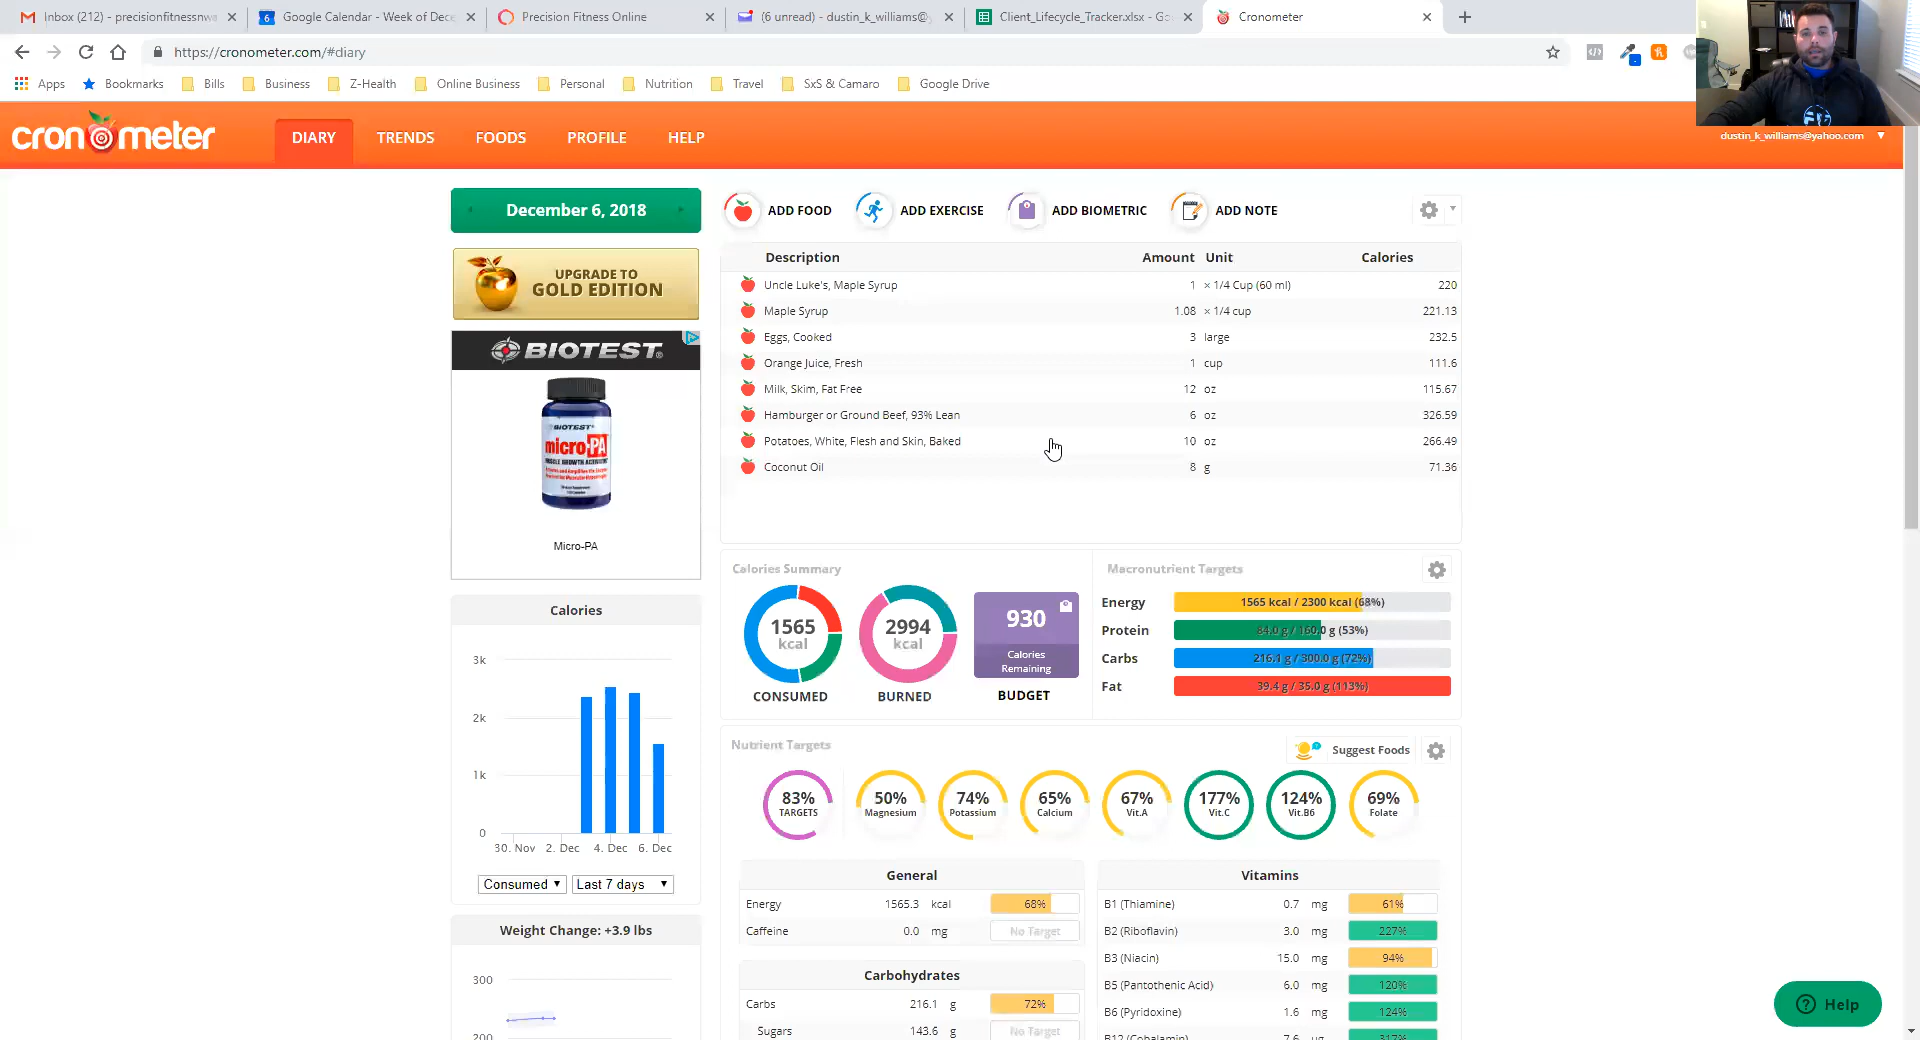 Inbox (212) - precisionfitnessnwa
Google Calendar - Week of Dece
Precision Fitness Online
(6 unread) - dustin_k_williams@y
Client_Lifecycle_Tracker.xlsx - Go
Cronometer
https://cronometer.com/#diary
Apps Bookmarks Bills Business Z-Health Online Business Personal Nutrition Travel SxS & Camaro Google Drive
cronometer DIARY TRENDS FOODS PROFILE HELP
dustin_k_williams@yahoo.com
December 6, 2018
ADD FOOD ADD EXERCISE ADD BIOMETRIC ADD NOTE
UPGRADE TO
GOLD EDITION
BIOTEST
BIOTEST
micro-PA
Micro-PA
Description Amount Unit Calories
Uncle Luke's, Maple Syrup 1 × 1/4 Cup (60 ml) 220
Maple Syrup 1.08 × 1/4 cup 221.13
Eggs, Cooked 3 large 232.5
Orange Juice, Fresh 1 cup 111.6
Milk, Skim, Fat Free 12 oz 115.67
Hamburger or Ground Beef, 93% Lean 6 oz 326.59
Potatoes, White, Flesh and Skin, Baked 10 oz 266.49
Coconut Oil 8 g 71.36
Calories Summary
1565
kcal
CONSUMED
2994
kcal
BURNED
930
Calories
Remaining
BUDGET
Macronutrient Targets
Energy 1565 kcal / 2300 kcal (68%)
Protein 84.0 g / 160.0 g (53%)
Carbs 216.1 g / 300.0 g (72%)
Fat 39.4 g / 35.0 g (113%)
Calories
3k
2k
1k
0
30. Nov 2. Dec 4. Dec 6. Dec
Consumed Last 7 days
Weight Change: +3.9 lbs
300
200
Nutrient Targets
Suggest Foods
83%
TARGETS
50%
Magnesium
74%
Potassium
65%
Calcium
67%
Vit.A
177%
Vit.C
124%
Vit.B6
69%
Folate
General
Energy 1565.3 kcal 68%
Caffeine 0.0 mg No Target
Carbohydrates
Carbs 216.1 g 72%
Sugars 143.6 g No Target
Vitamins
B1 (Thiamine) 0.7 mg 61%
B2 (Riboflavin) 3.0 mg 227%
B3 (Niacin) 15.0 mg 94%
B5 (Pantothenic Acid) 6.0 mg 120%
B6 (Pyridoxine) 1.6 mg 124%
B12 (Cobalamin) 7.6 ug 317%
Help